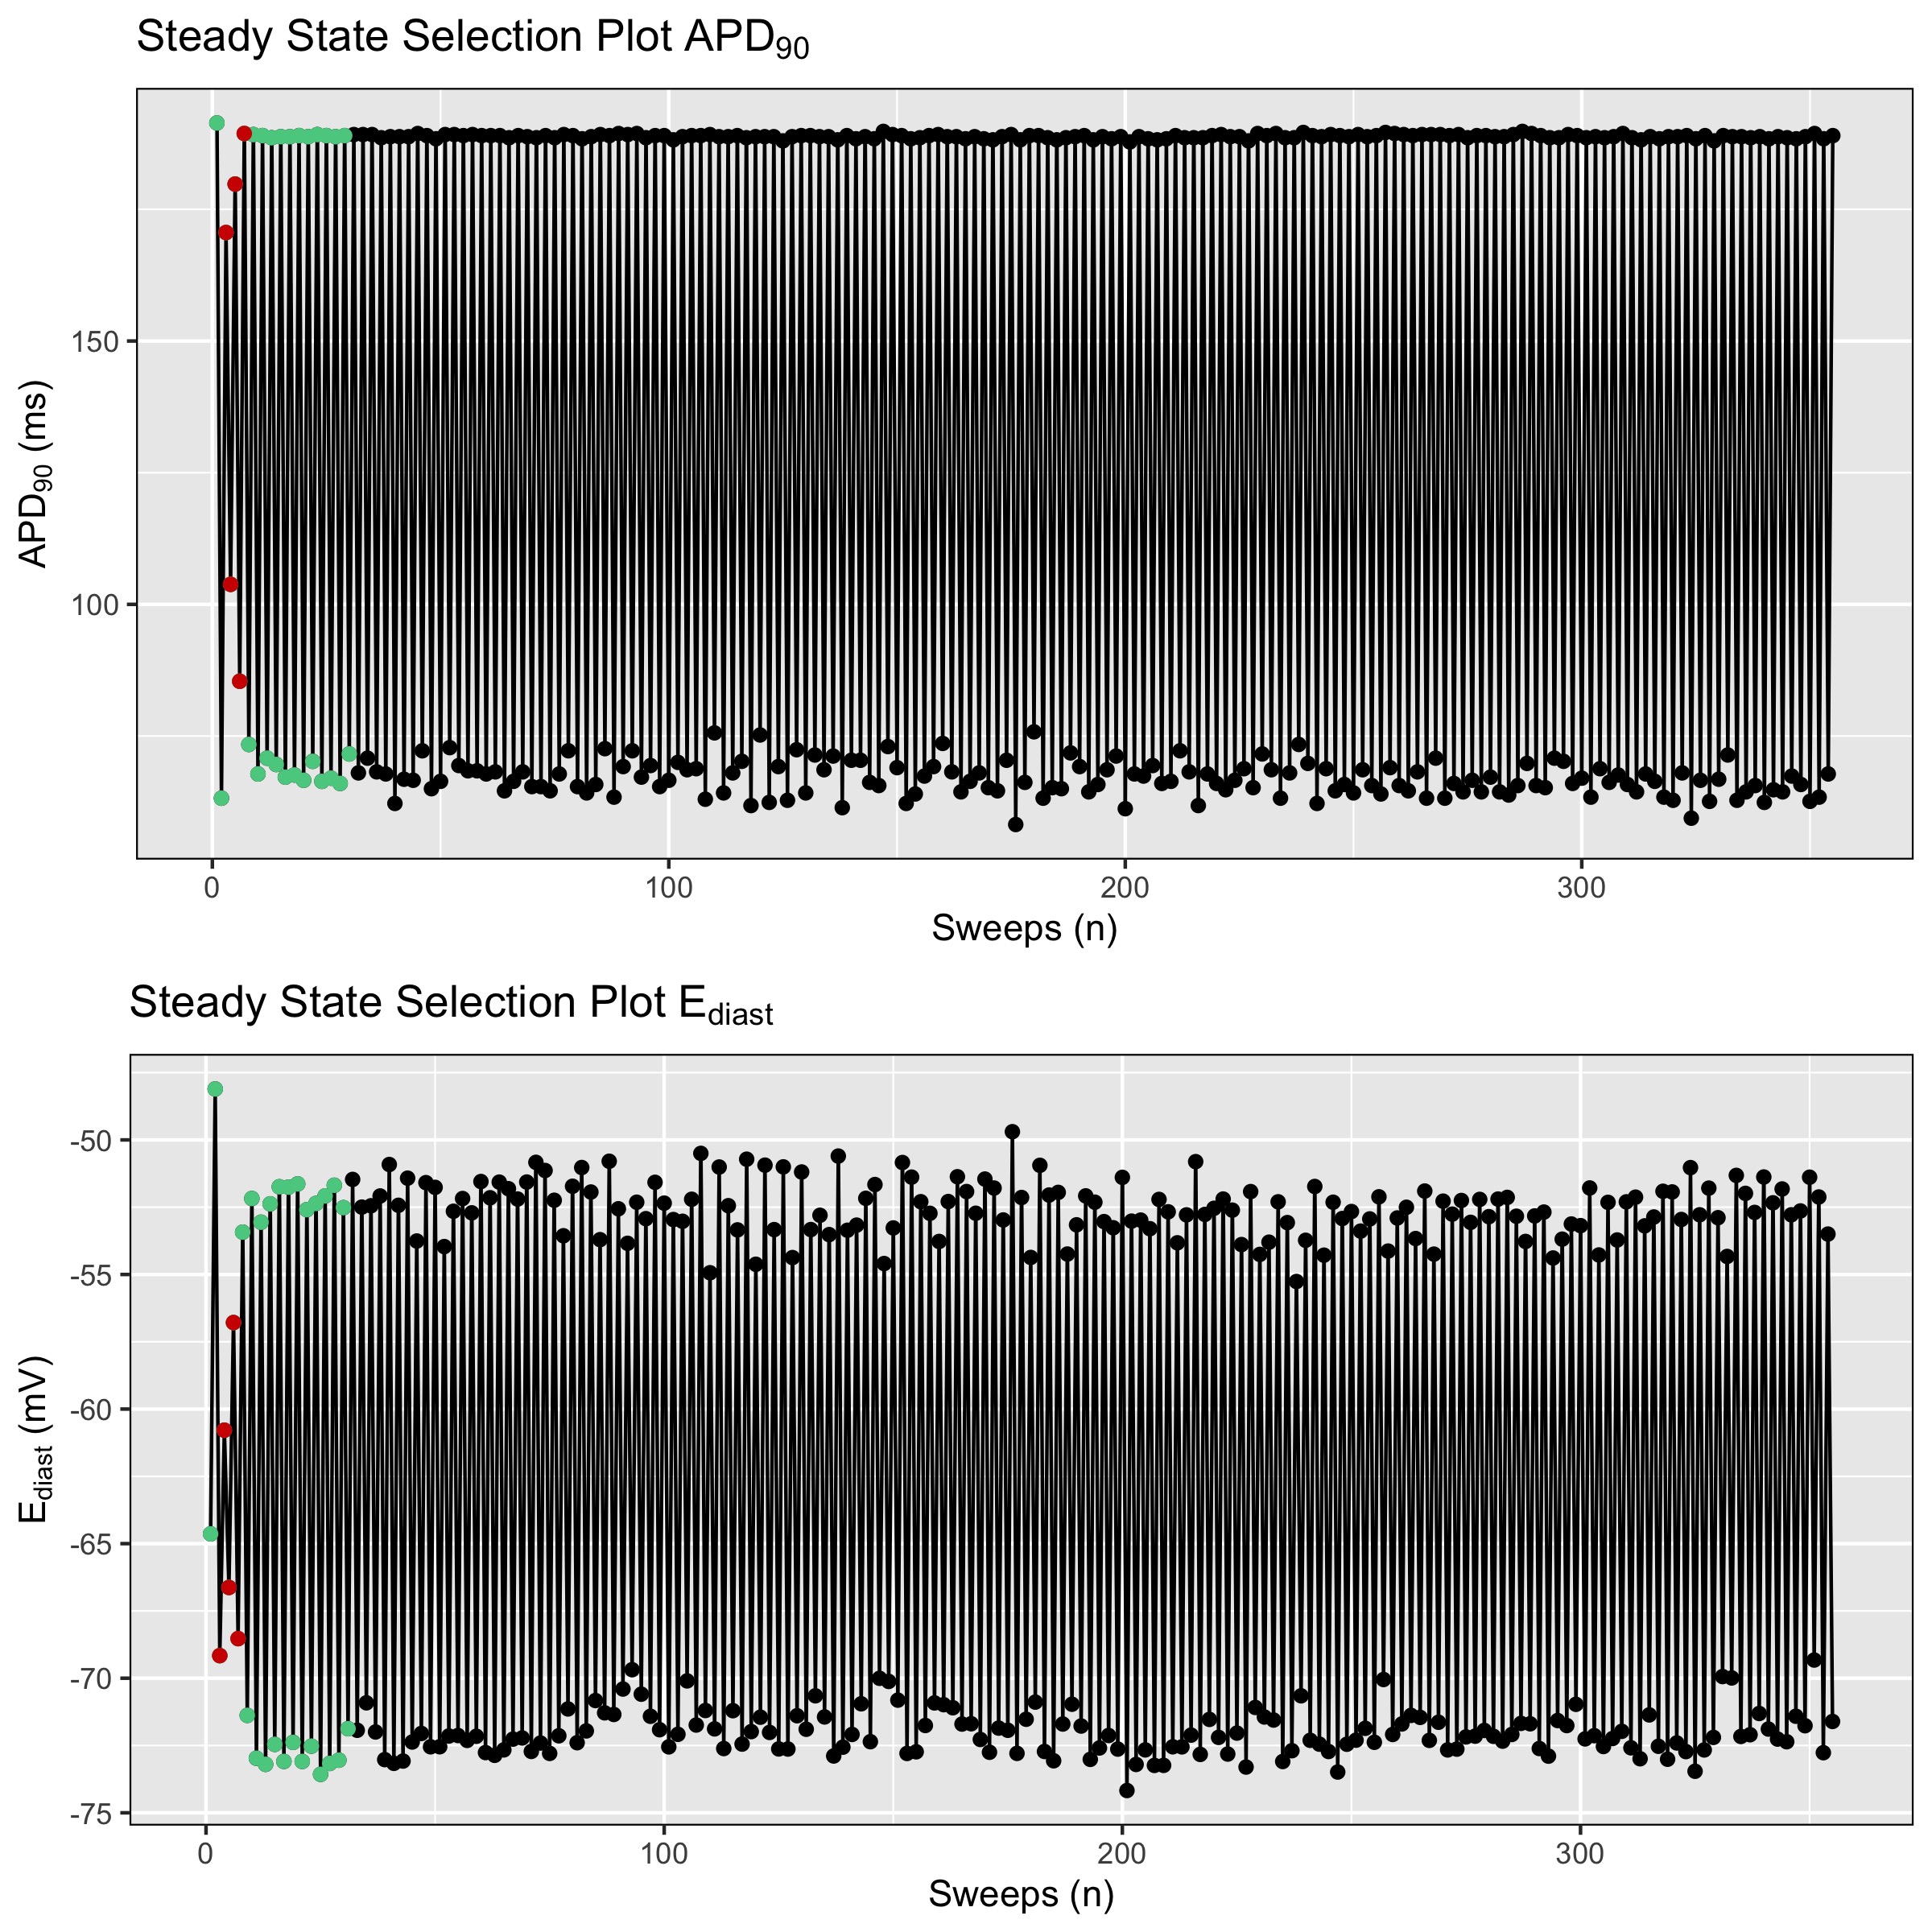 Steady State Selection Plot APD90
150
100
APD90 (ms)
0 100 200 300
Sweeps (n)
Steady State Selection Plot Ediast
-50
-55
-60
-65
-70
-75
Ediast (mV)
0 100 200 300
Sweeps (n)